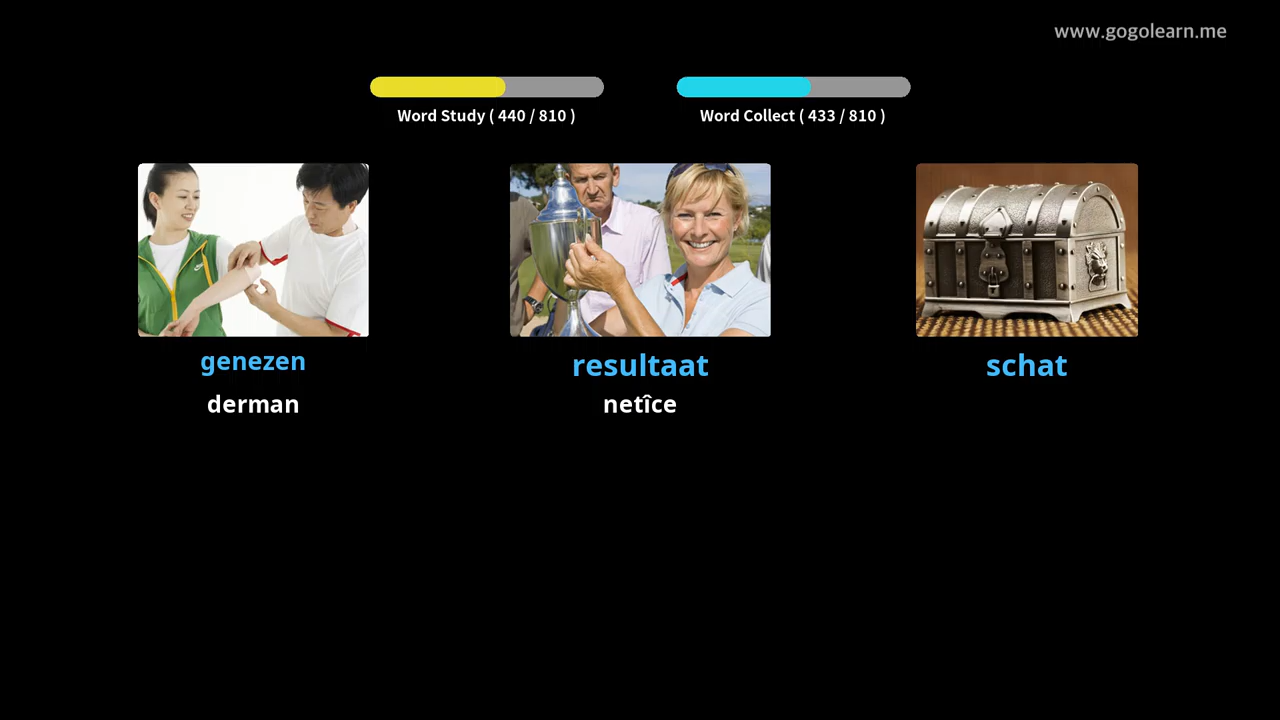 www.gogolearn.me
Word Study ( 440 / 810 )
Word Collect ( 433 / 810 )
genezen
derman
resultaat
netîce
schat